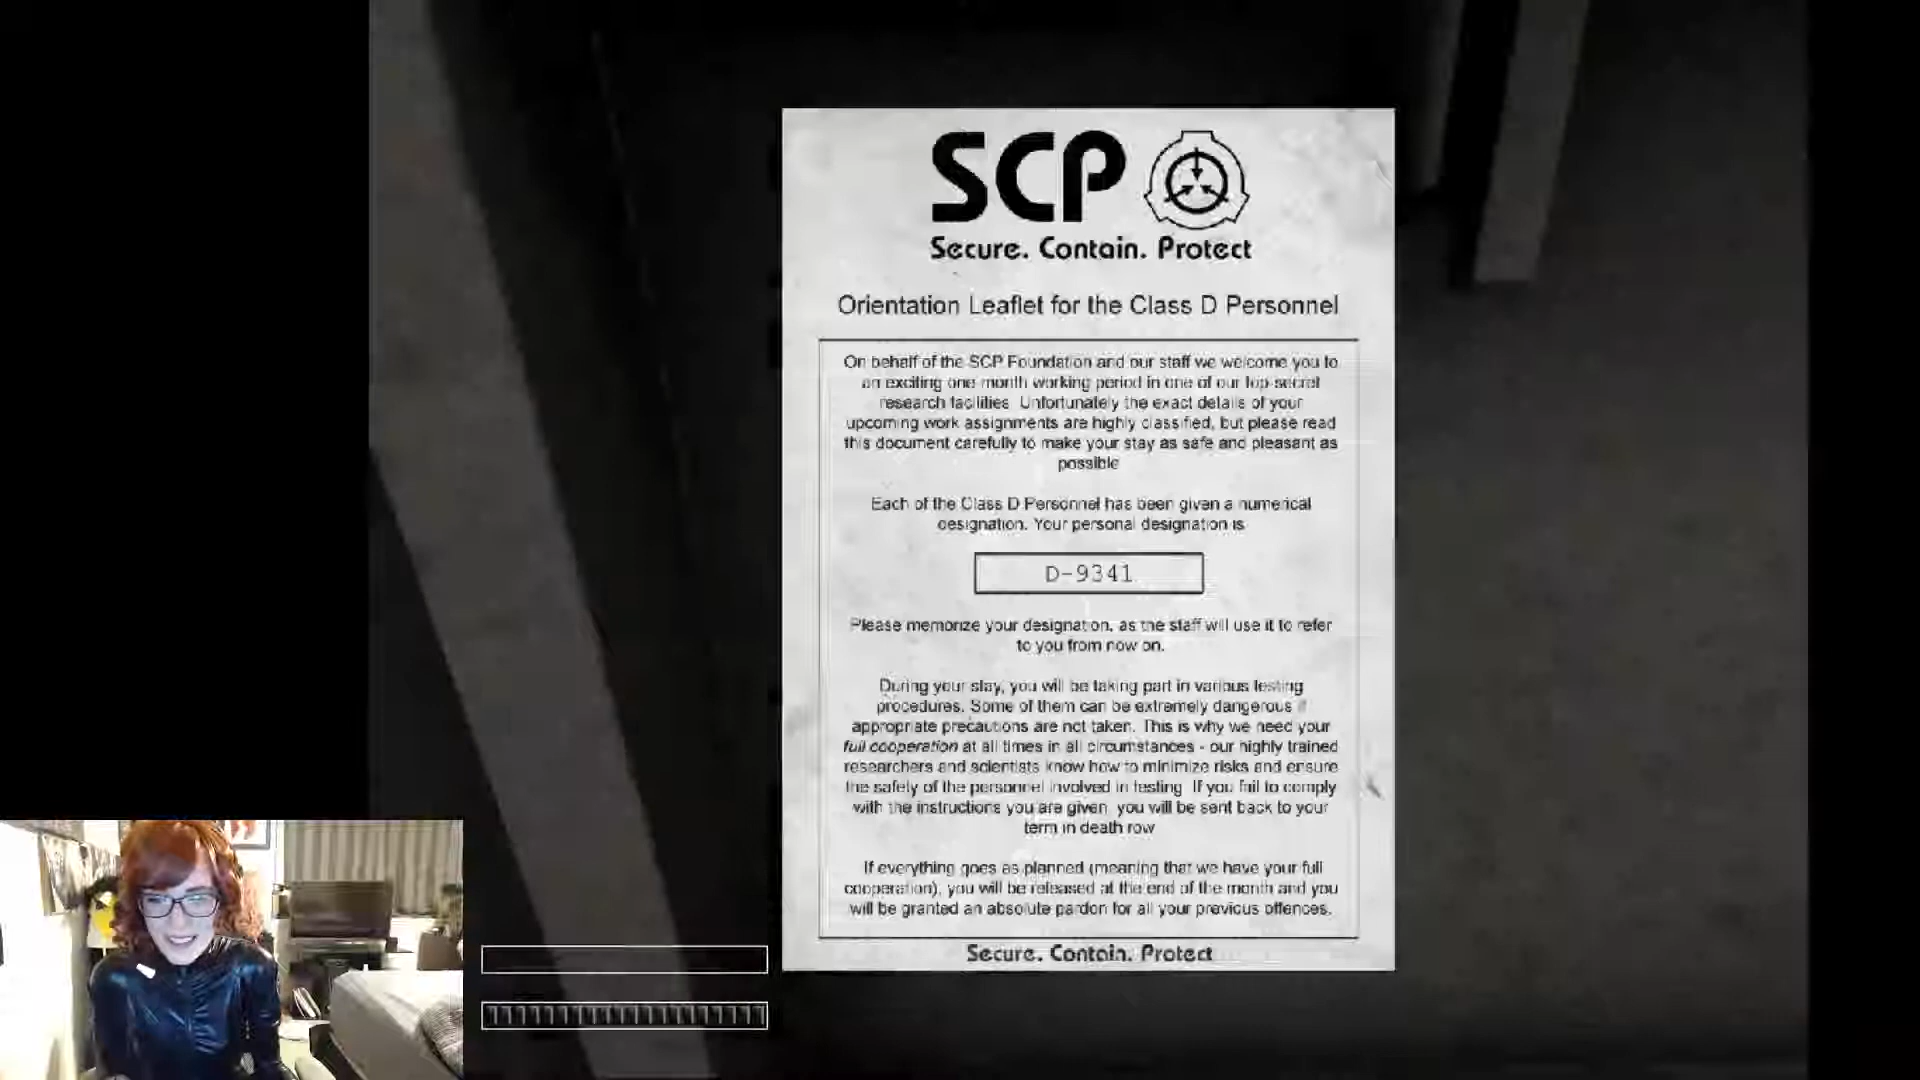 SCP
Secure. Contain. Protect
Orientation Leaflet for the Class D Personnel
On behalf of the SCP Foundation and our staff we welcome you to
an exciting one month working period in one of our top-secret
research facilities. Unfortunately the exact details of your
upcoming work assignments are highly classified, but please read
this document carefully to make your stay as safe and pleasant as
possible
Each of the Class D Personnel has been given a numerical
designation. Your personal designation is
D-9341
Please memorize your designation, as the staff will use it to refer
to you from now on.
During your stay, you will be taking part in various testing
procedures. Some of them can be extremely dangerous if
appropriate precautions are not taken. This is why we need your
full cooperation at all times in all circumstances - our highly trained
researchers and scientists know how to minimize risks and ensure
the safety of the personnel involved in testing. If you fail to comply
with the instructions you are given, you will be sent back to your
term in death row
If everything goes as planned (meaning that we have your full
cooperation), you will be released at the end of the month and you
will be granted an absolute pardon for all your previous offences.
Secure. Contain. Protect